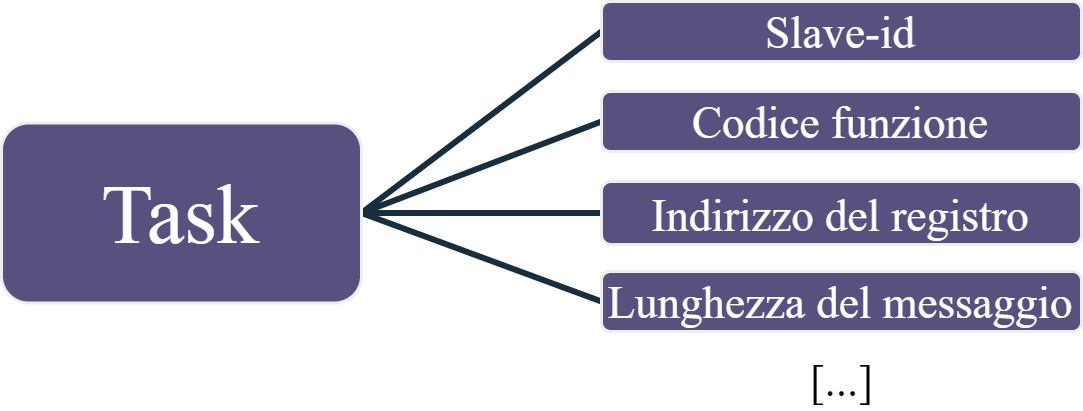 Task
Slave-id
Codice funzione
Indirizzo del registro
Lunghezza del messaggio
[...]